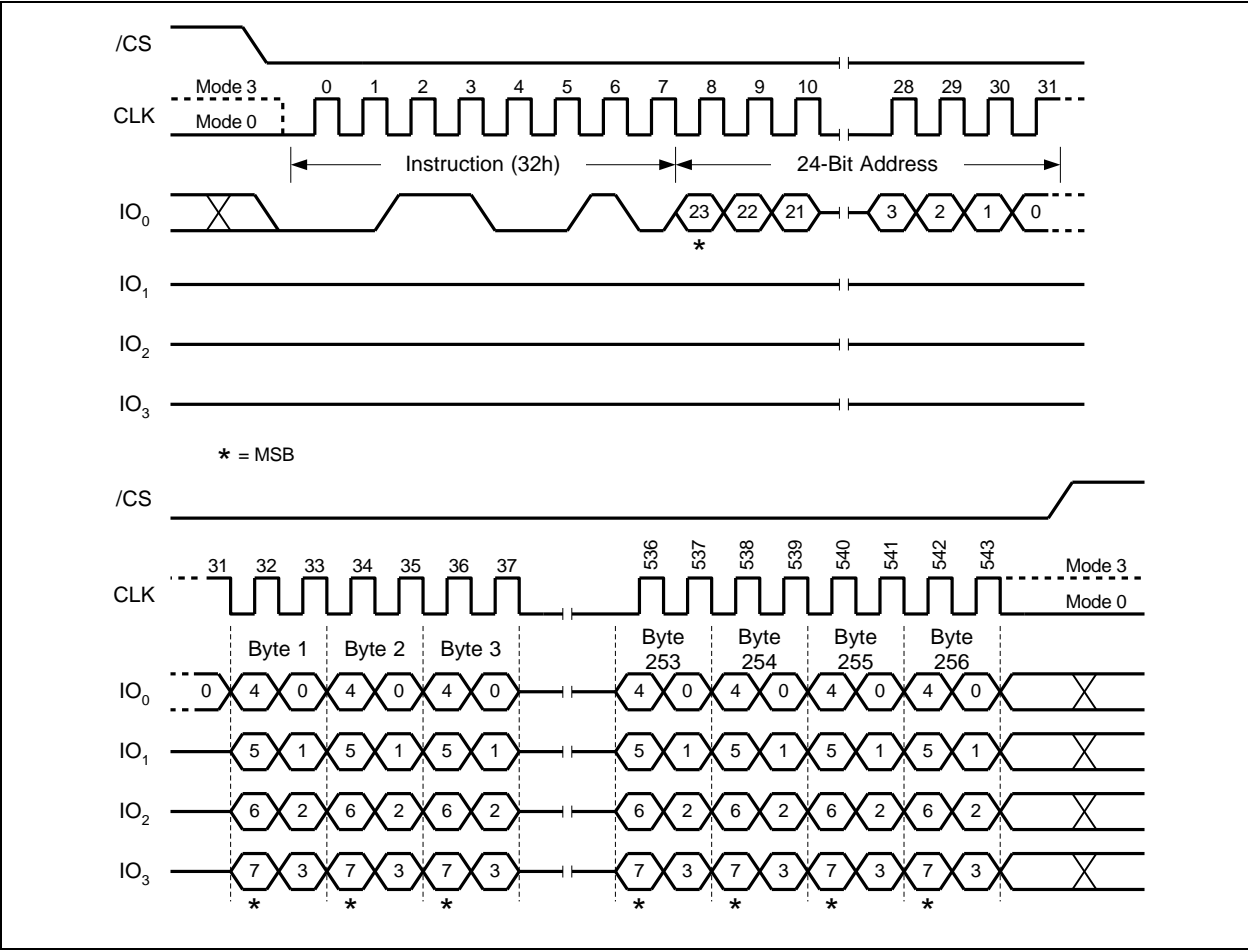 /CS
Mode 3 0 1 2 3 4 5 6 7 8 9 10 28 29 30 31
CLK
Mode 0
Instruction (32h) 24-Bit Address
IO0 23 22 21 3 2 1 0
*
IO1
IO2
IO3
* = MSB
/CS
31 32 33 34 35 36 37 536 537 538 539 540 541 542 543 Mode 3
CLK
Mode 0
Byte 1 Byte 2 Byte 3 Byte 253 Byte 254 Byte 255 Byte 256
IO0 0 4 0 4 0 4 0 4 0 4 0 4 0 4 0
IO1 5 1 5 1 5 1 5 1 5 1 5 1 5 1
IO2 6 2 6 2 6 2 6 2 6 2 6 2 6 2
IO3 7 3 7 3 7 3 7 3 7 3 7 3 7 3
* * * * * * *